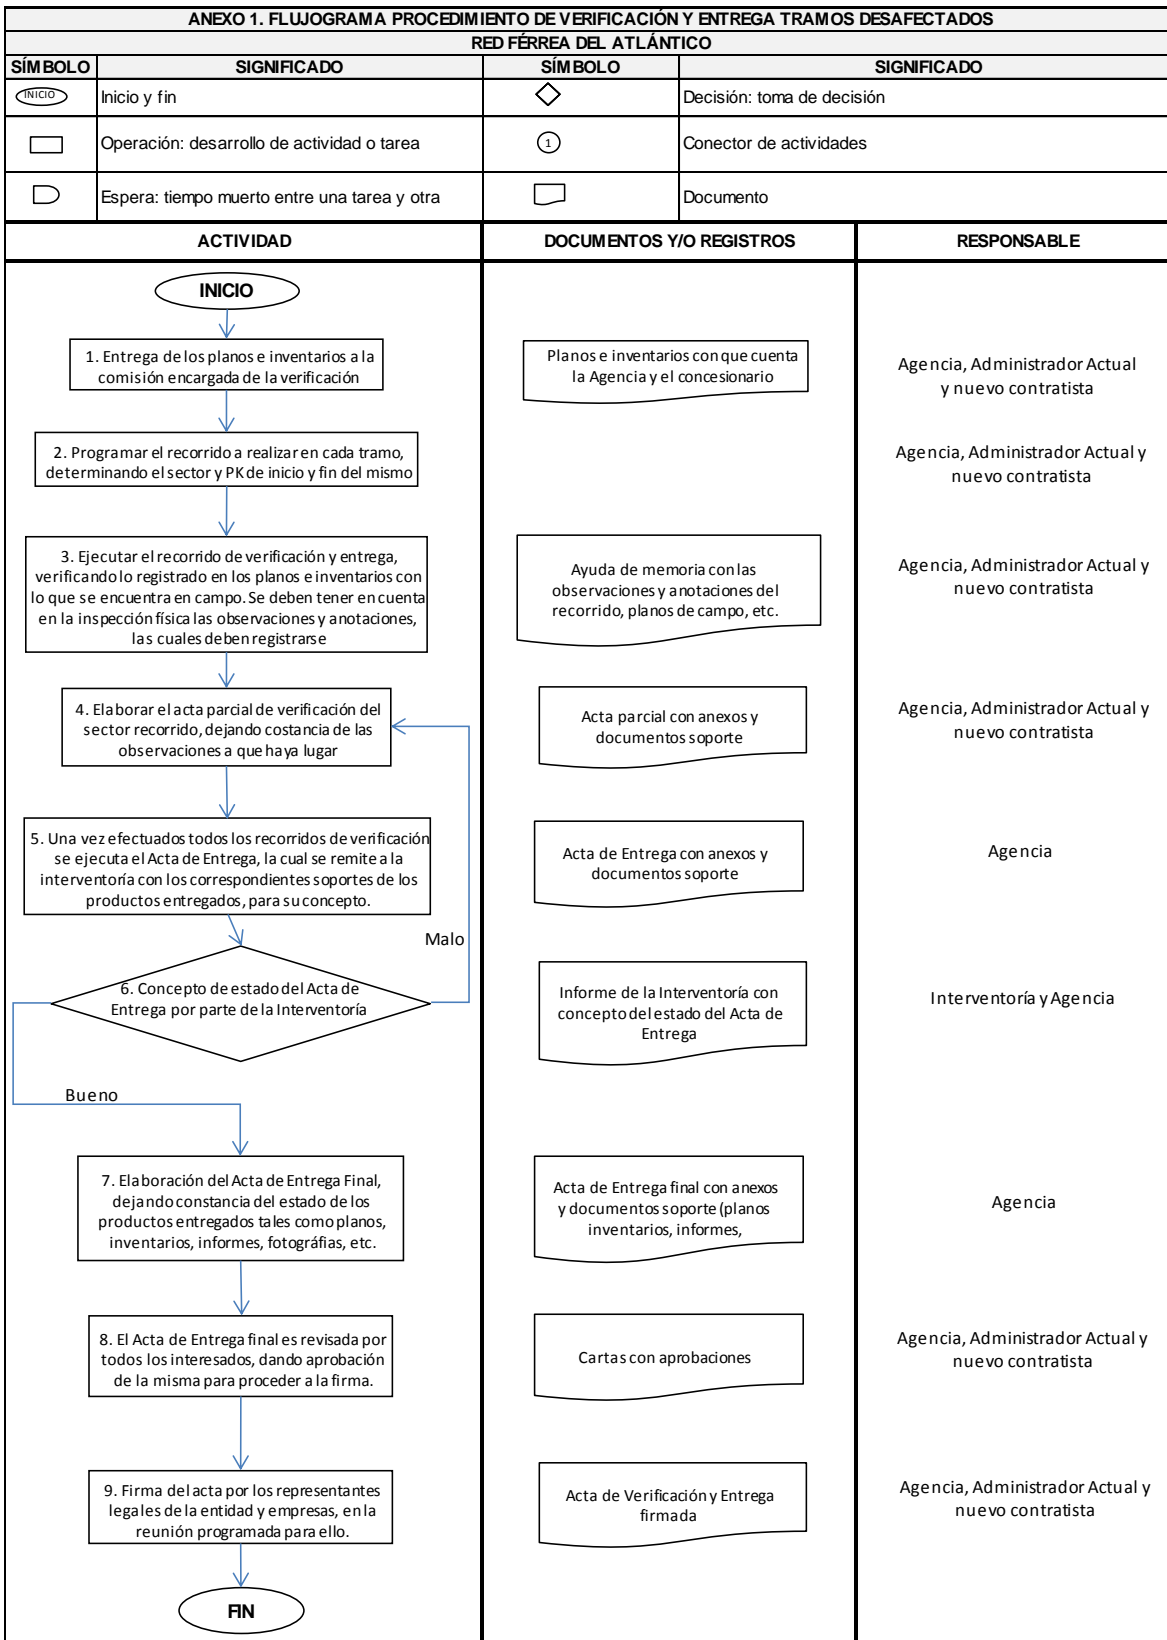 ANEXO 1. FLUJOGRAMA PROCEDIMIENTO DE VERIFICACIÓN Y ENTREGA TRAMOS DESAFECTADOS
RED FÉRREA DEL ATLÁNTICO
SÍMBOLO SIGNIFICADO SÍMBOLO SIGNIFICADO
INICIO Inicio y fin Decisión: toma de decisión
Operación: desarrollo de actividad o tarea 1 Conector de actividades
Espera: tiempo muerto entre una tarea y otra Documento
ACTIVIDAD DOCUMENTOS Y/O REGISTROS RESPONSABLE
INICIO
1. Entrega de los planos e inventarios a la
comisión encargada de la verificación
Planos e inventarios con que cuenta
la Agencia y el concesionario
Agencia, Administrador Actual
y nuevo contratista
2. Programar el recorrido a realizar en cada tramo,
determinando el sector y PK de inicio y fin del mismo
Agencia, Administrador Actual y
nuevo contratista
3. Ejecutar el recorrido de verificación y entrega,
verificando lo registrado en los planos e inventarios con
lo que se encuentra en campo. Se deben tener en cuenta
en la inspección física las observaciones y anotaciones,
las cuales deben registrarse
Ayuda de memoria con las
observaciones y anotaciones del
recorrido, planos de campo, etc.
Agencia, Administrador Actual y
nuevo contratista
4. Elaborar el acta parcial de verificación del
sector recorrido, dejando costancia de las
observaciones a que haya lugar
Acta parcial con anexos y
documentos soporte
Agencia, Administrador Actual y
nuevo contratista
5. Una vez efectuados todos los recorridos de verificación
se ejecuta el Acta de Entrega, la cual se remite a la
interventoría con los correspondientes soportes de los
productos entregados, para su concepto.
Acta de Entrega con anexos y
documentos soporte
Agencia
Malo
6. Concepto de estado del Acta de
Entrega por parte de la Interventoría
Informe de la Interventoría con
concepto del estado del Acta de
Entrega
Interventoría y Agencia
Bueno
7. Elaboración del Acta de Entrega Final,
dejando constancia del estado de los
productos entregados tales como planos,
inventarios, informes, fotográfias, etc.
Acta de Entrega final con anexos
y documentos soporte (planos
inventarios, informes,
Agencia
8. El Acta de Entrega final es revisada por
todos los interesados, dando aprobación
de la misma para proceder a la firma.
Cartas con aprobaciones
Agencia, Administrador Actual y
nuevo contratista
9. Firma del acta por los representantes
legales de la entidad y empresas, en la
reunión programada para ello.
Acta de Verificación y Entrega
firmada
Agencia, Administrador Actual y
nuevo contratista
FIN